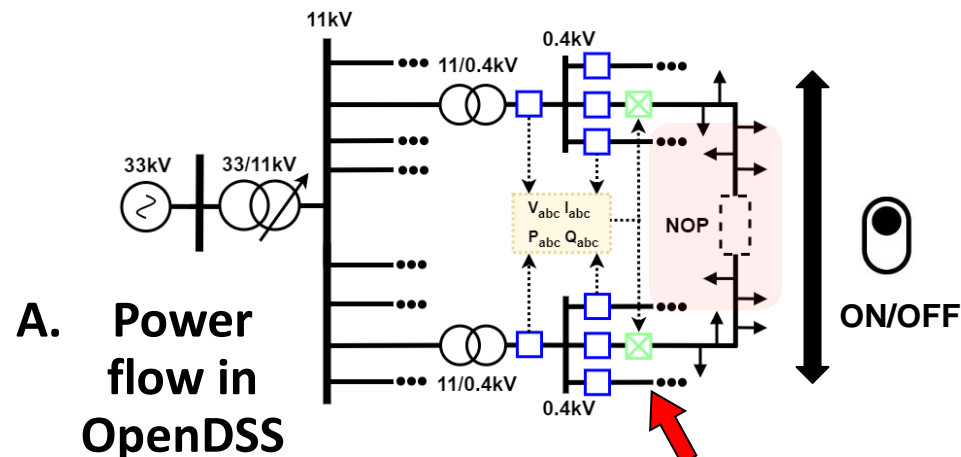 11kV
0.4kV
11/0.4kV
33kV
33/11kV
Vabc Iabc
Pabc Qabc
NOP
ON/OFF
A. Power
flow in
OpenDSS
11/0.4kV
0.4kV